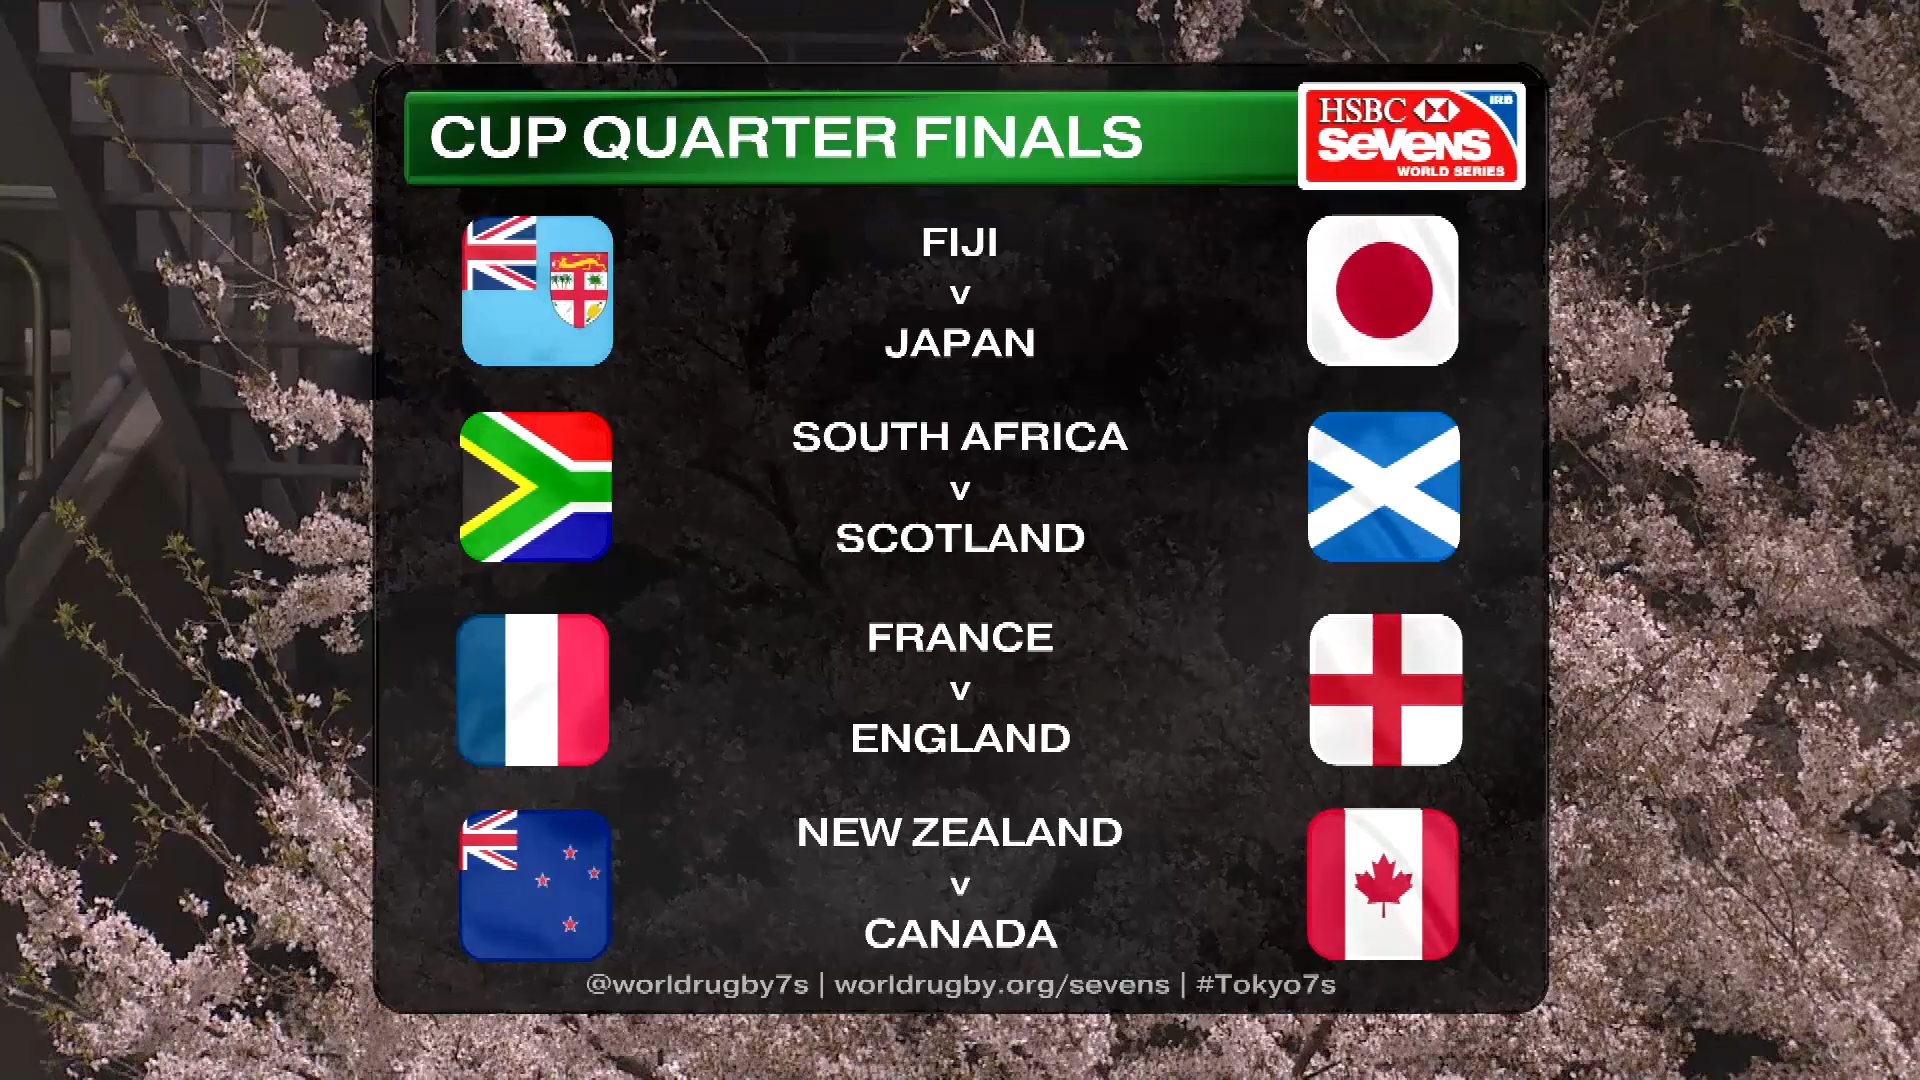 CUP QUARTER FINALS
HSBC
IRB
SEVENS
WORLD SERIES
FIJI
v
JAPAN
SOUTH AFRICA
v
SCOTLAND
FRANCE
v
ENGLAND
NEW ZEALAND
v
CANADA
@worldrugby7s | worldrugby.org/sevens | #Tokyo7s